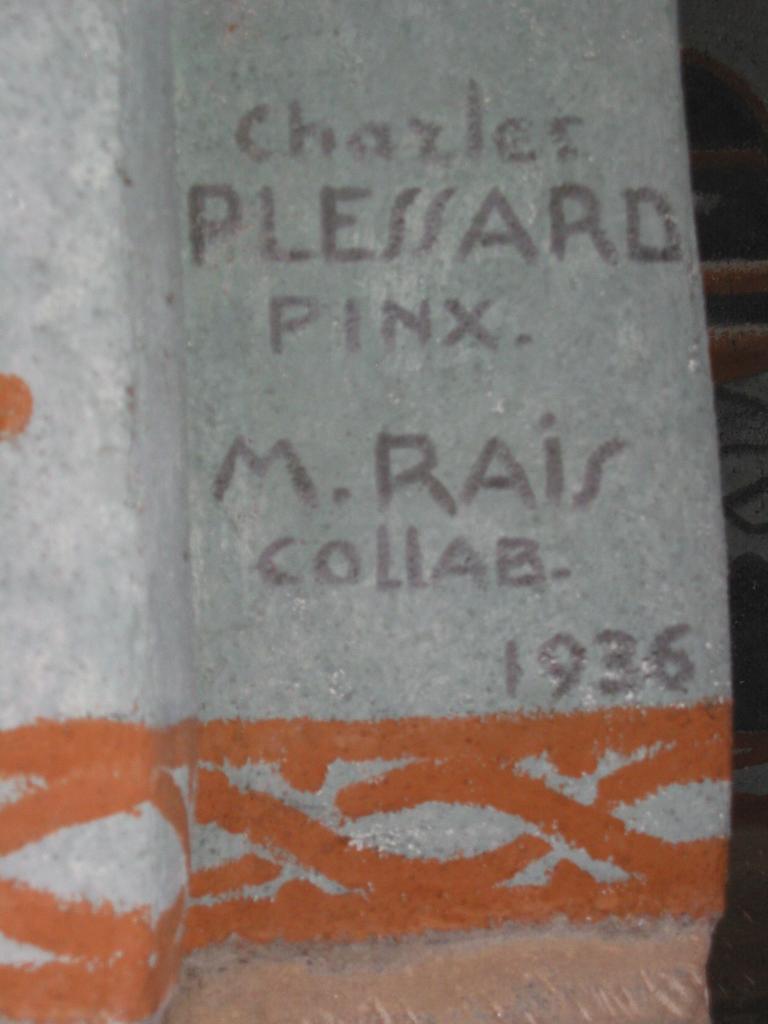 Charles
PLESSARD
PINX.
M. RAiS
COllAB.
1936